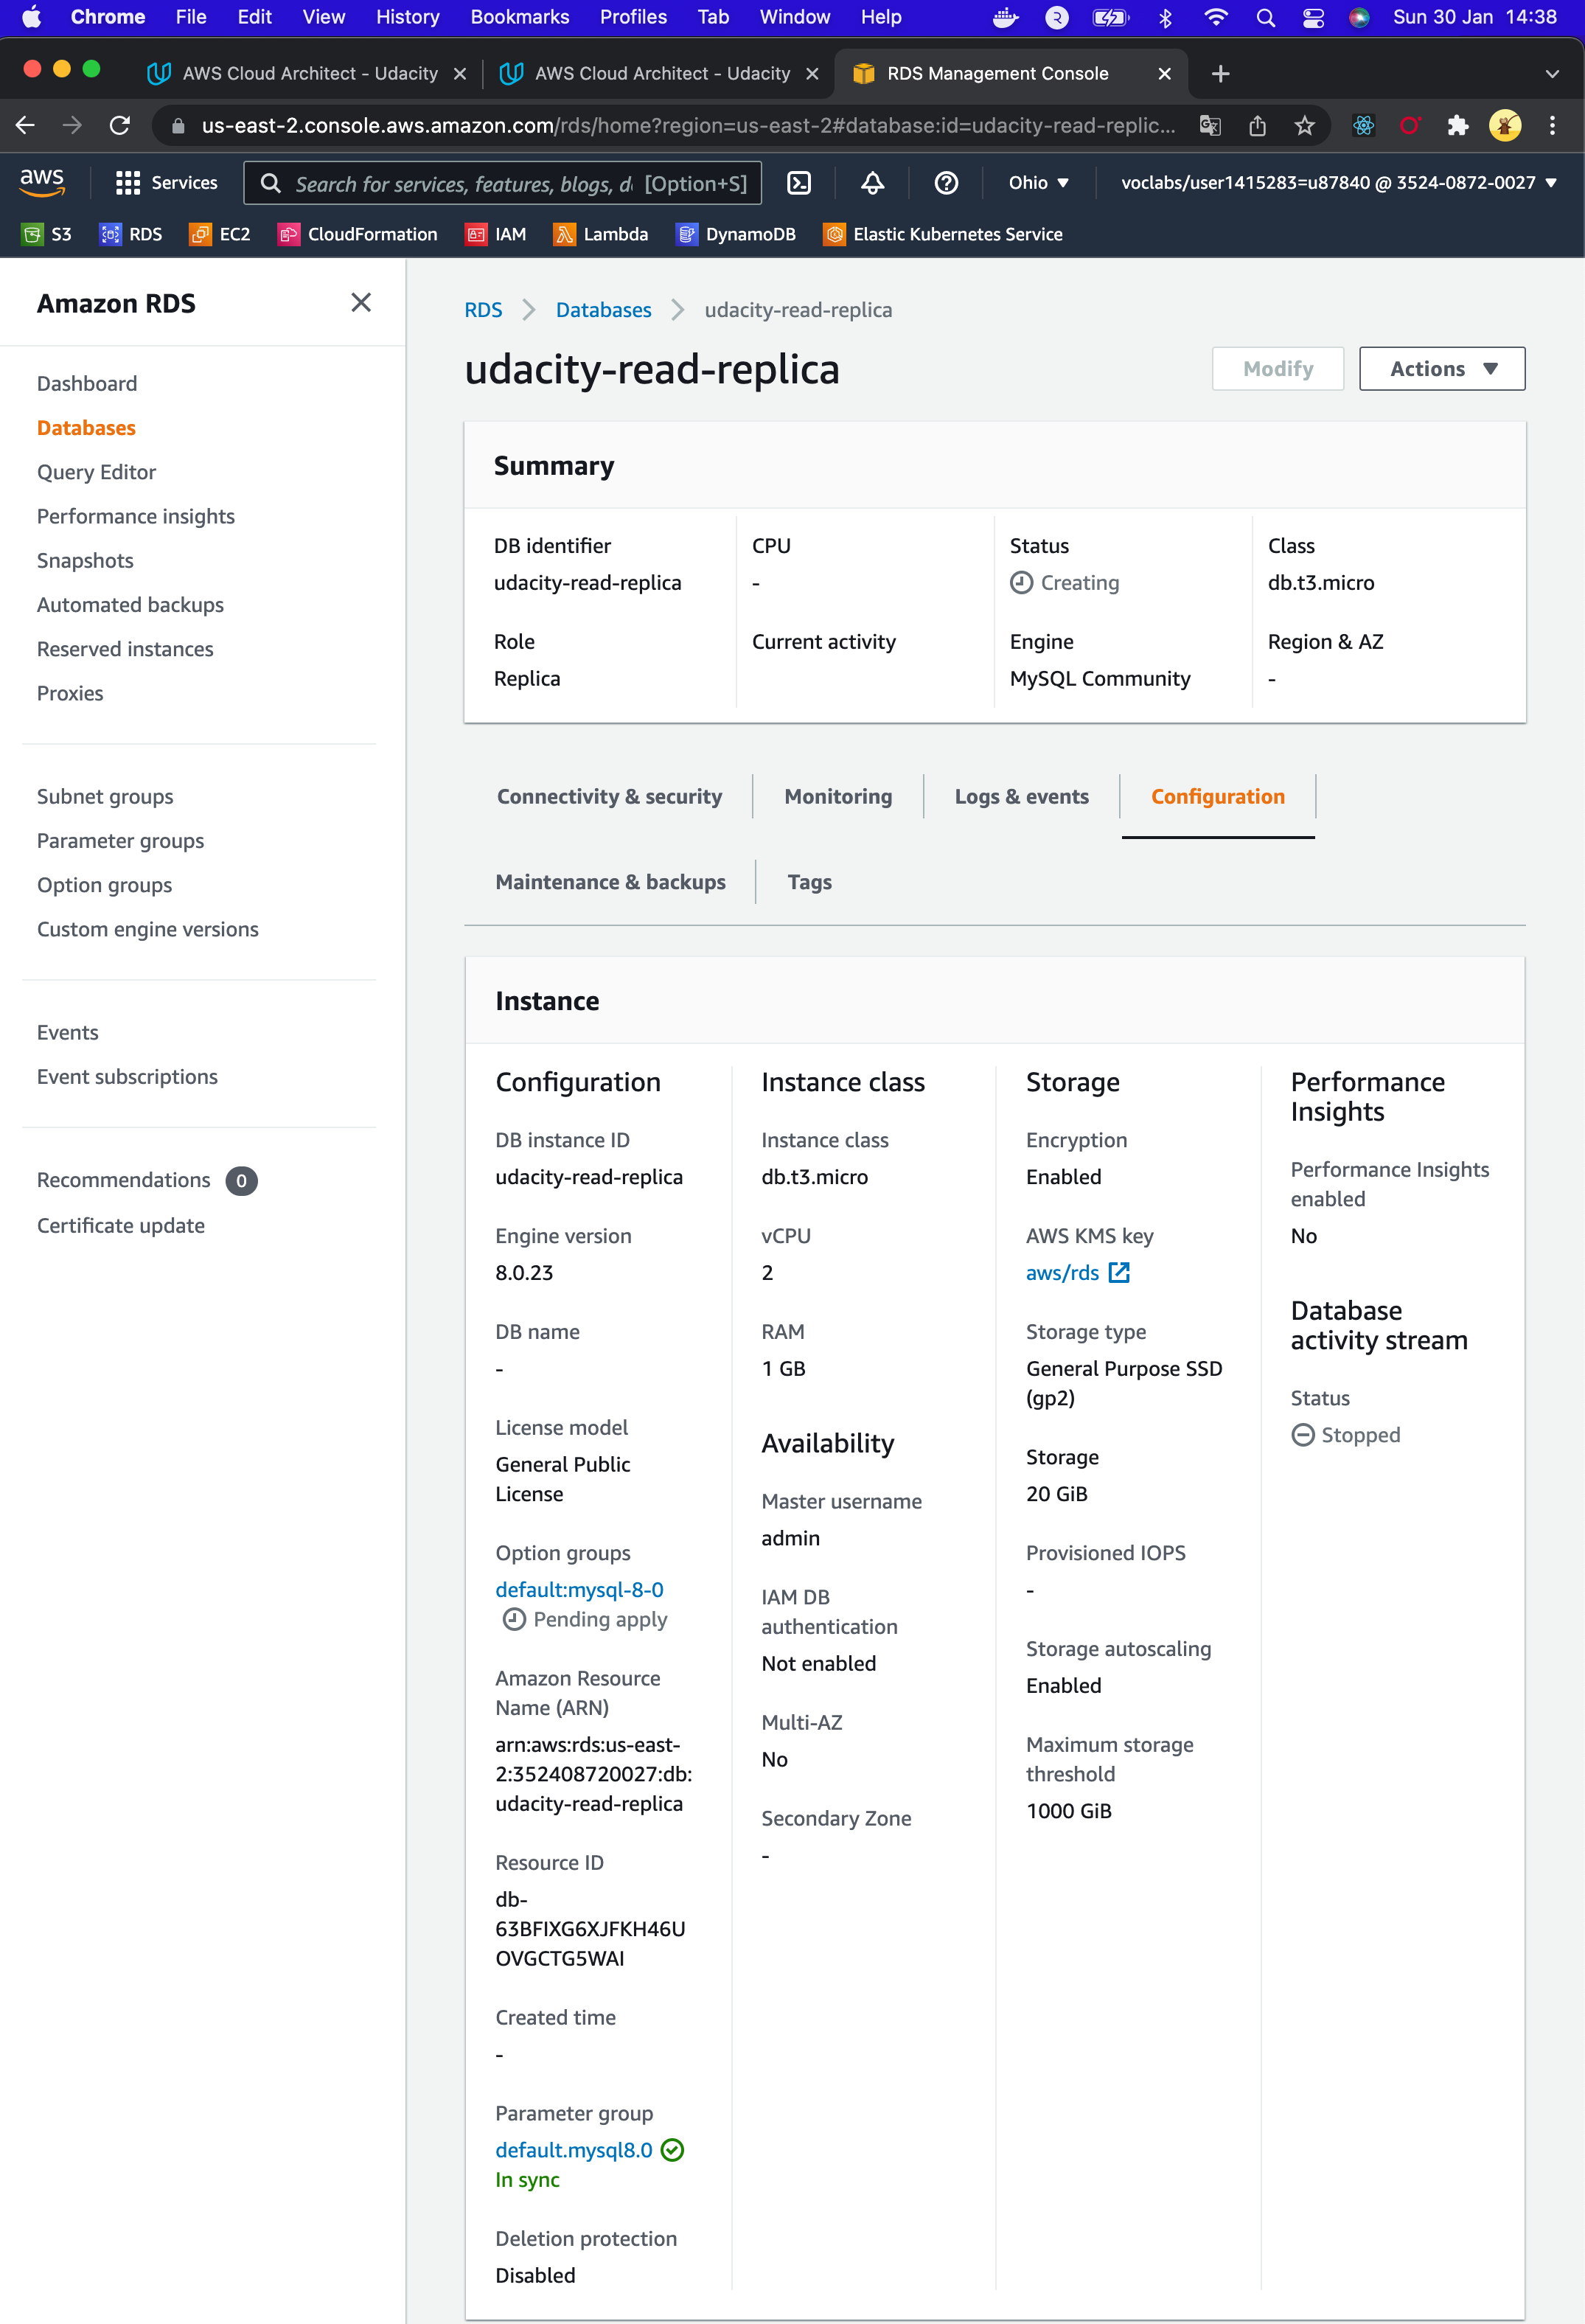 Chrome File Edit View History Bookmarks Profiles Tab Window Help Sun 30 Jan 14:38
AWS Cloud Architect - Udacity
AWS Cloud Architect - Udacity
RDS Management Console
us-east-2.console.aws.amazon.com/rds/home?region=us-east-2#database:id=udacity-read-replic...
aws Services Search for services, features, blogs, d [Option+S] Ohio voclabs/user1415283=u87840 @ 3524-0872-0027
S3 RDS EC2 CloudFormation IAM Lambda DynamoDB Elastic Kubernetes Service
Amazon RDS
Dashboard
Databases
Query Editor
Performance insights
Snapshots
Automated backups
Reserved instances
Proxies
Subnet groups
Parameter groups
Option groups
Custom engine versions
Events
Event subscriptions
Recommendations 0
Certificate update
RDS Databases udacity-read-replica
udacity-read-replica
Modify Actions
Summary
DB identifier
udacity-read-replica
CPU
-
Status
Creating
Class
db.t3.micro
Role
Replica
Current activity
Engine
MySQL Community
Region & AZ
-
Connectivity & security Monitoring Logs & events Configuration
Maintenance & backups Tags
Instance
Configuration
DB instance ID
udacity-read-replica
Engine version
8.0.23
DB name
-
License model
General Public
License
Option groups
default:mysql-8-0
Pending apply
Amazon Resource
Name (ARN)
arn:aws:rds:us-east-
2:352408720027:db:
udacity-read-replica
Resource ID
db-
63BFIXG6XJFKH46U
OVGCTG5WAI
Created time
-
Parameter group
default.mysql8.0
In sync
Deletion protection
Disabled
Instance class
Instance class
db.t3.micro
vCPU
2
RAM
1 GB
Availability
Master username
admin
IAM DB
authentication
Not enabled
Multi-AZ
No
Secondary Zone
-
Storage
Encryption
Enabled
AWS KMS key
aws/rds
Storage type
General Purpose SSD
(gp2)
Storage
20 GiB
Provisioned IOPS
-
Storage autoscaling
Enabled
Maximum storage
threshold
1000 GiB
Performance
Insights
Performance Insights
enabled
No
Database
activity stream
Status
Stopped